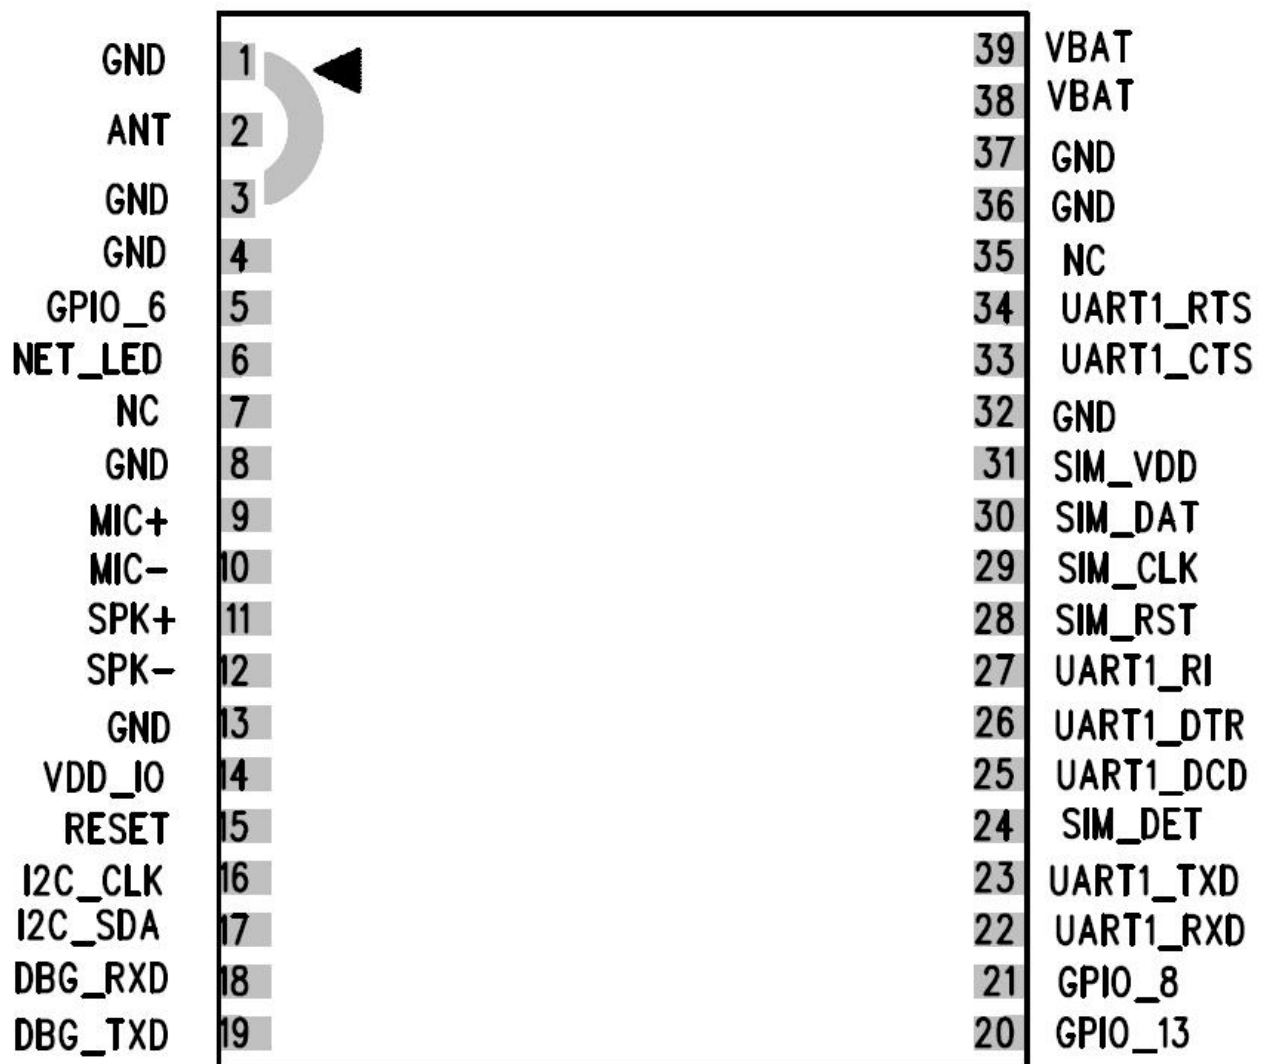 GND 1 39 VBAT
ANT 2 38 VBAT
GND 3 37 GND
GND 4 36 GND
GPIO_6 5 35 NC
NET_LED 6 34 UART1_RTS
NC 7 33 UART1_CTS
GND 8 32 GND
MIC+ 9 31 SIM_VDD
MIC- 10 30 SIM_DAT
SPK+ 11 29 SIM_CLK
SPK- 12 28 SIM_RST
GND 13 27 UART1_RI
VDD_IO 14 26 UART1_DTR
RESET 15 25 UART1_DCD
I2C_CLK 16 24 SIM_DET
I2C_SDA 17 23 UART1_TXD
DBG_RXD 18 22 UART1_RXD
DBG_TXD 19 21 GPIO_8
20 GPIO_13